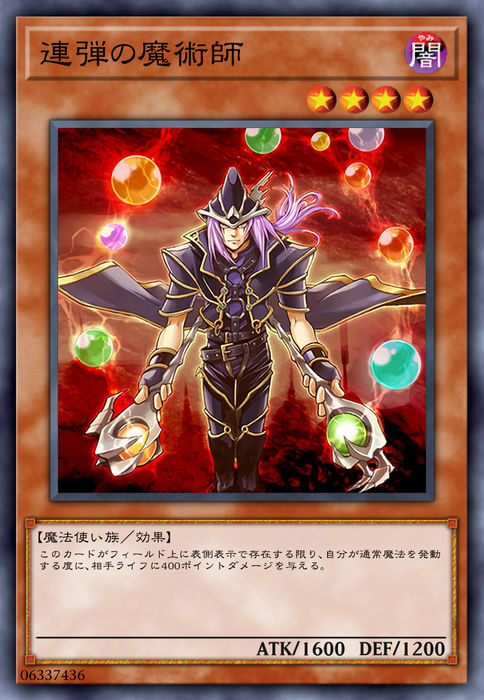 連弾の魔術師
やみ
闇
【魔法使い族／効果】
このカードがフィールド上に表側表示で存在する限り、自分が通常魔法を発動
する度に、相手ライフに400ポイントダメージを与える。
ATK/1600 DEF/1200
06337436